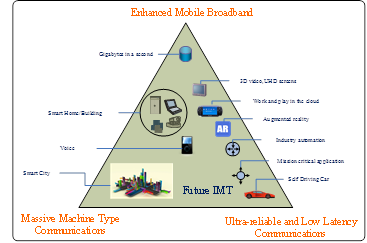 Enhanced Mobile Broadband
Gigabytes in a second
3D video, UHD screens
Work and play in the cloud
Smart Home/Building
Augmented reality
AR
Industry automation
Voice
Mission critical application
Smart City
Self Driving Car
Future IMT
Massive Machine Type
Communications
Ultra-reliable and Low Latency
Communications